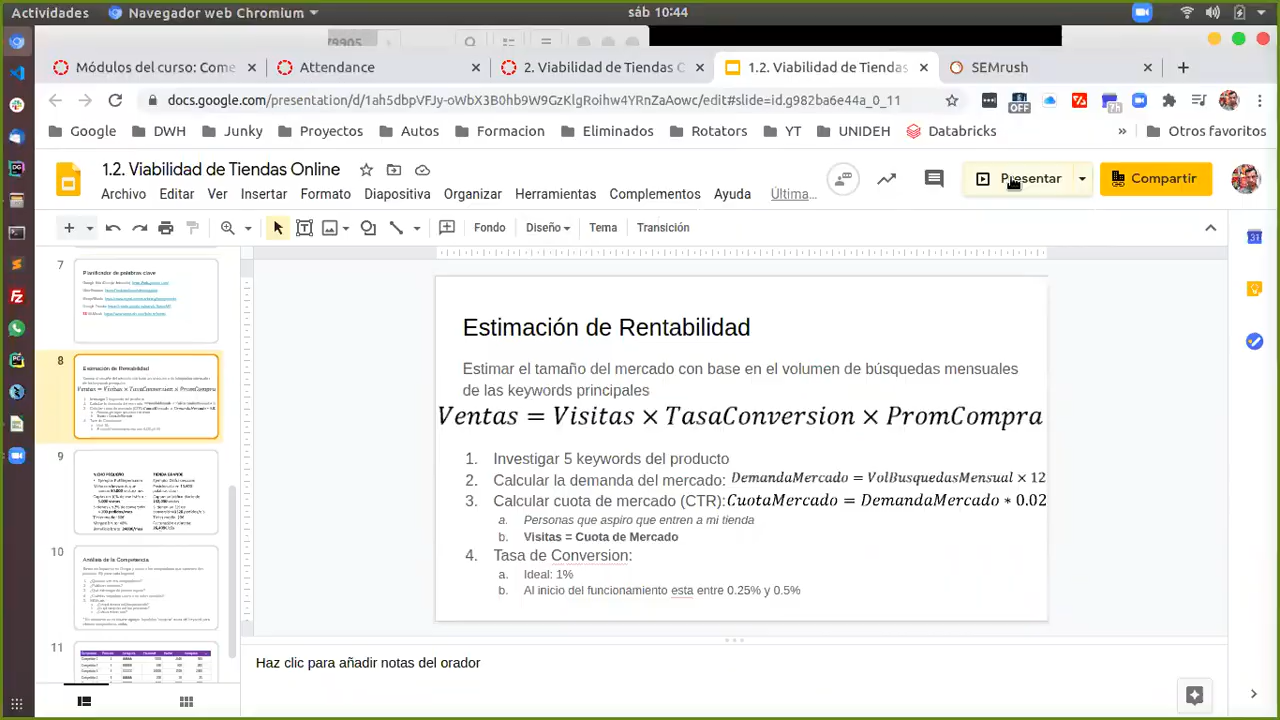 Actividades Navegador web Chromium sáb 10:44
Módulos del curso: Come Attendance 2. Viabilidad de Tiendas C 1.2. Viabilidad de Tiendas SEMrush
docs.google.com/presentation/d/1ah5dbpVFJy-oWbX3B0hb9W9GzKlgRoihw4YRnZaAowc/edit#slide=id.g982ba6e44a_0_11
OFF 7h
Google DWH Junky Proyectos Autos Formacion Eliminados Rotators YT UNIDEH Databricks » Otros favoritos
1.2. Viabilidad de Tiendas Online
Archivo Editar Ver Insertar Formato Diapositiva Organizar Herramientas Complementos Ayuda Última...
Presentar Compartir
Fondo Diseño Tema Transición
7
Planificador de palabras clave
8
Estimación de Rentabilidad
9
NICHO PEQUEÑO TIENDA GRANDE
10
Análisis de la Competencia
11
Estimación de Rentabilidad
Estimar el tamaño del mercado con base en el volumen de búsquedas mensuales
de las keywords principales
Ventas = Visitas × TasaConversion × PromCompra
1. Investigar 5 keywords del producto
2. Calcular la demanda del mercado: DemandaMercado = VolBusquedasMensual × 12
3. Calcular cuota de mercado (CTR): CuotaMercado = DemandaMercado * 0.02
a. Personas que aspiro que entren a mi tienda
b. Visitas = Cuota de Mercado
4. Tasa de Conversion:
a. Ideal: 1%
b. Al inicio de funcionamiento esta entre 0.25% y 0.5%
Haz clic para añadir notas del orador